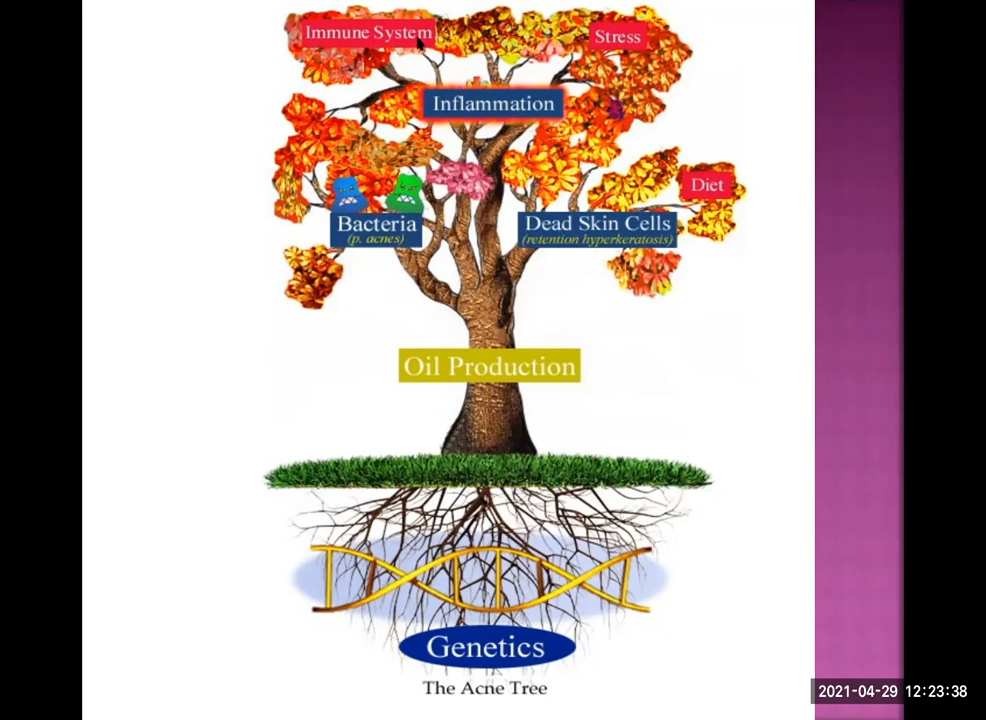 Immune System
Stress
Inflammation
Diet
Bacteria
(p. acnes)
Dead Skin Cells
(retention hyperkeratosis)
Oil Production
Genetics
The Acne Tree
2021-04-29 12:23:38